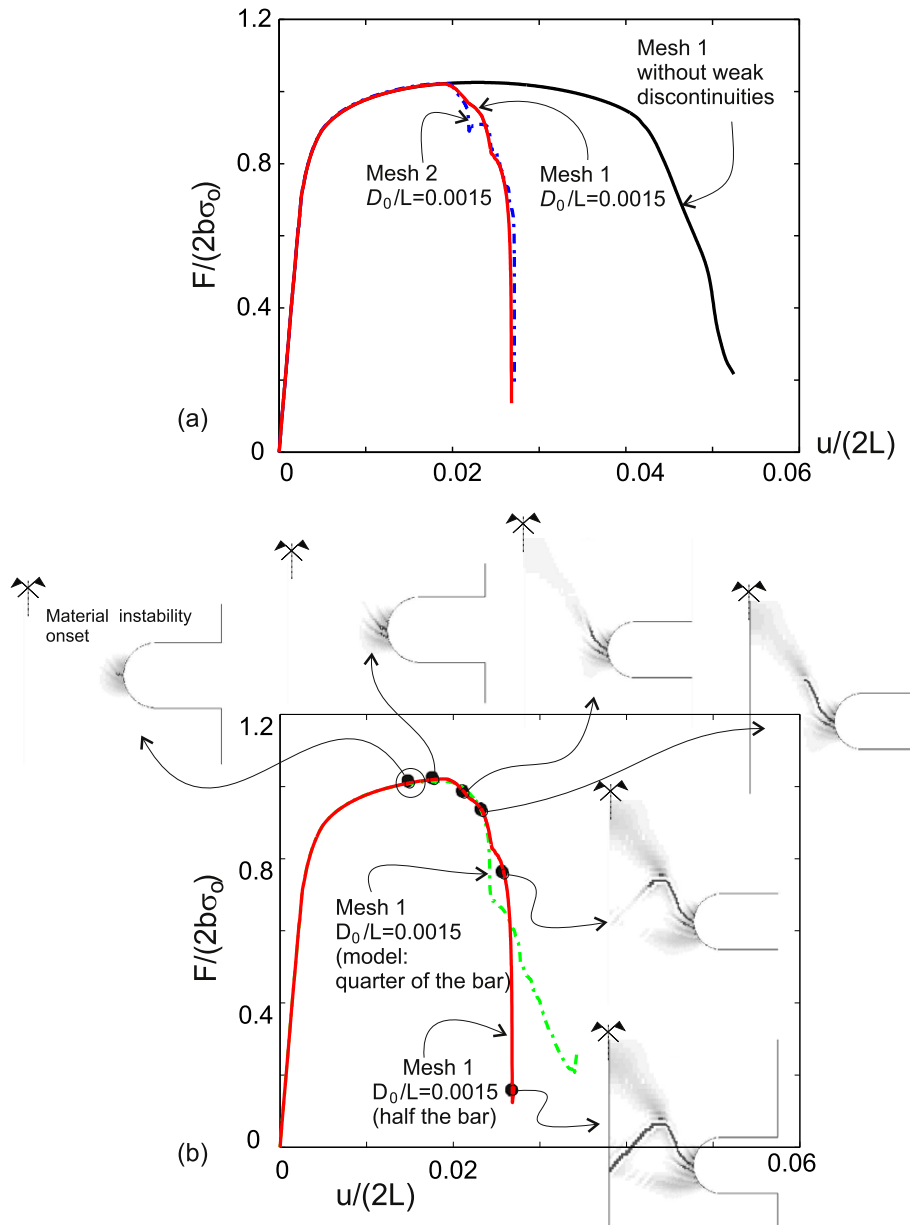 1.2
Mesh 1
without weak
discontinuities
0.8
Mesh 2
D₀/L=0.0015
Mesh 1
D₀/L=0.0015
F/(2bσₒ)
0.4
(a)
0
0
0.02
0.04
0.06
u/(2L)
Material instability
onset
1.2
0.8
Mesh 1
D₀/L=0.0015
(model:
quarter of the bar)
F/(2bσₒ)
0.4
Mesh 1
D₀/L=0.0015
(half the bar)
(b)
0
0
0.02
0.06
u/(2L)